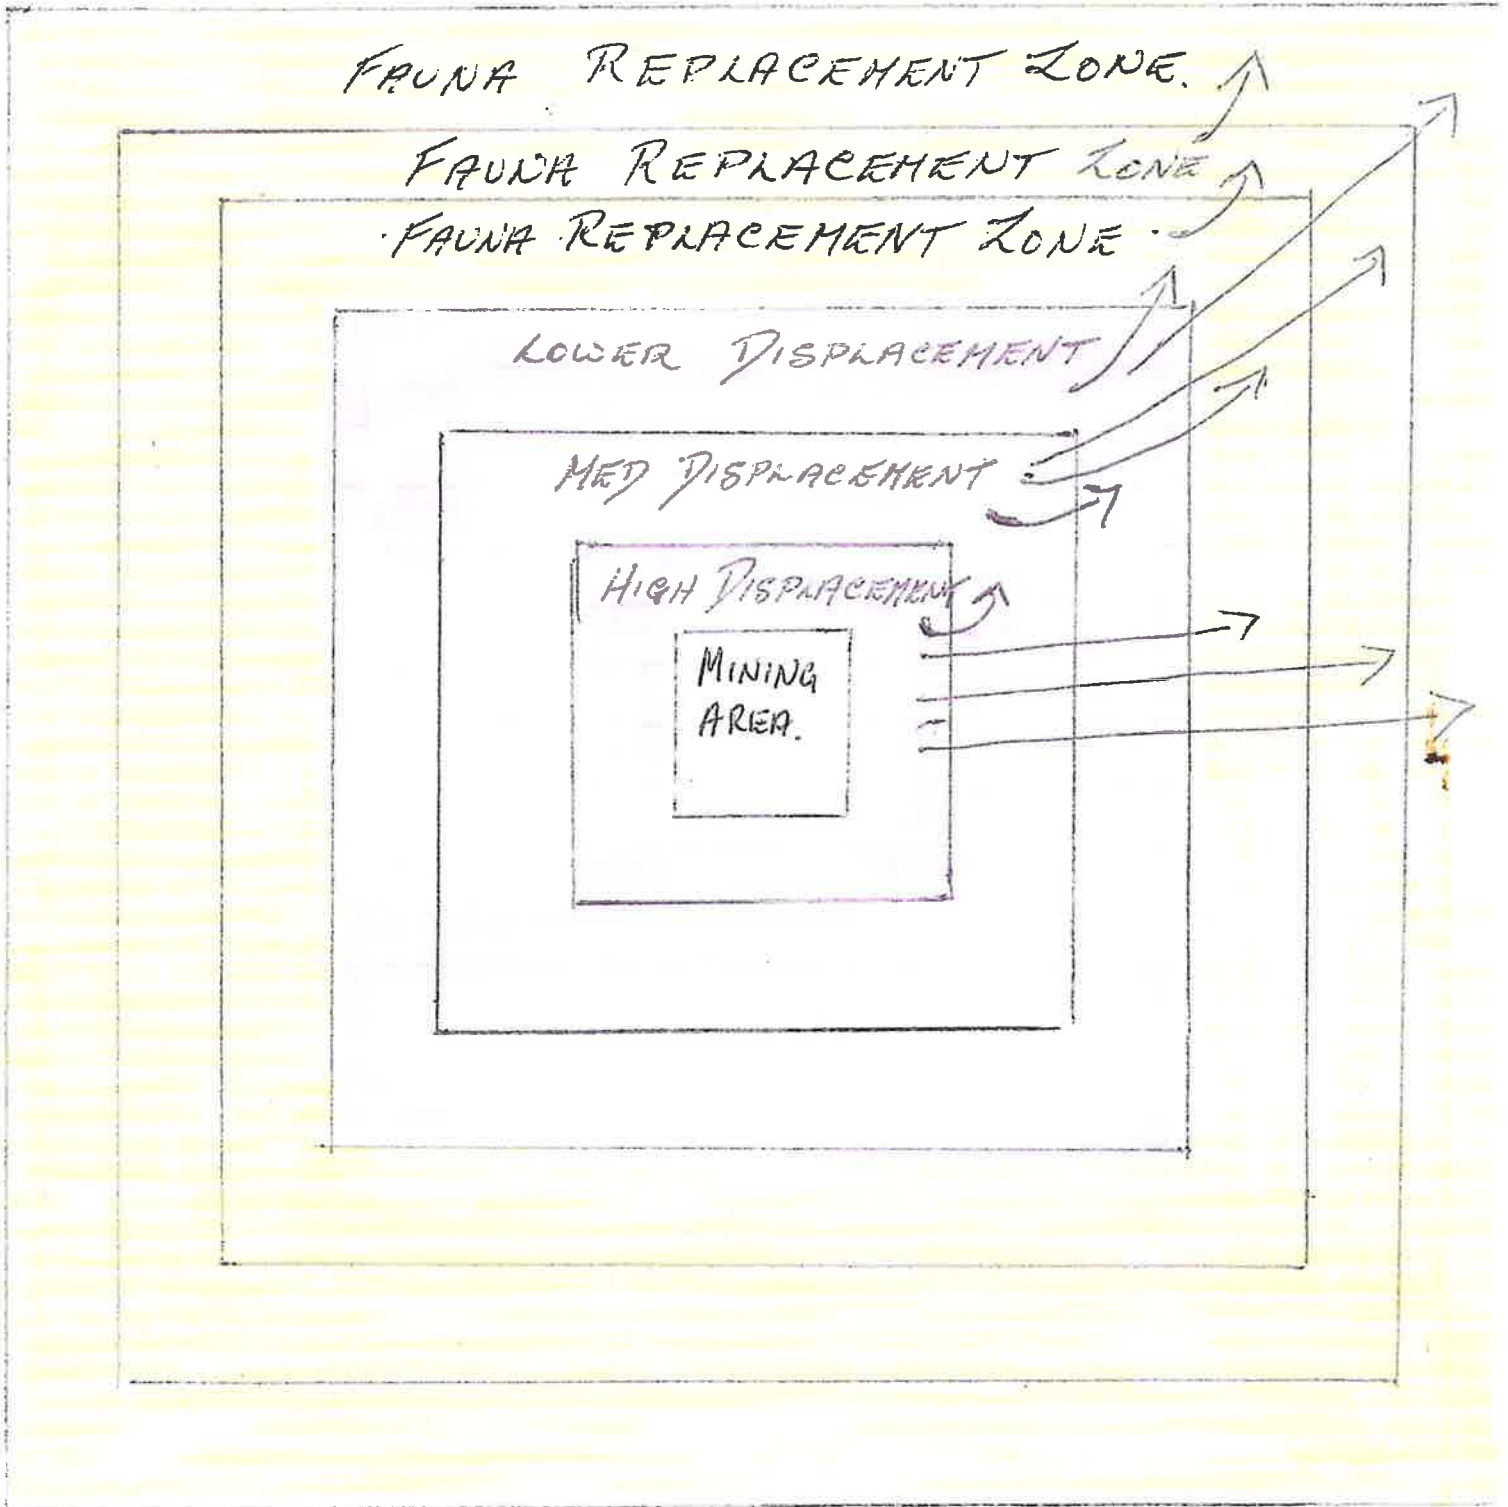 FAUNA REPLACEMENT ZONE.
FAUNA REPLACEMENT ZONE
FAUNA REPLACEMENT ZONE
LOWER DISPLACEMENT
MED DISPLACEMENT
HIGH DISPLACEMENT
MINING
AREA.